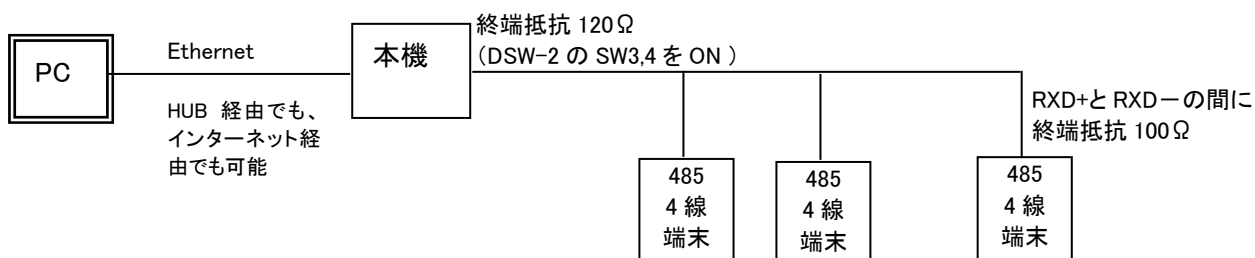 終端抵抗 120Ω
(DSW-2 の SW3,4 を ON )
Ethernet
本機
PC
HUB 経由でも、
インターネット経
由でも可能
RXD+と RXD－の間に
終端抵抗 100Ω
485
4 線
端末
485
4 線
端末
485
4 線
端末